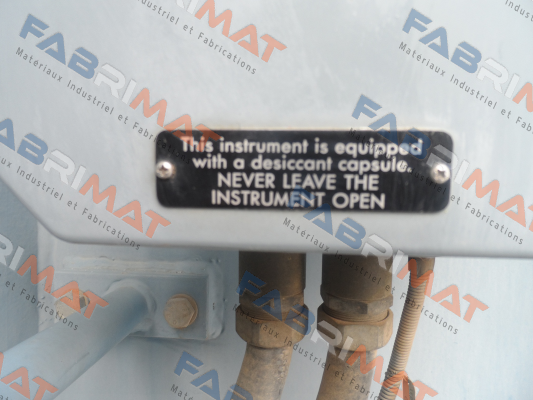 This instrument is equipped
with a desiccant capsule.
NEVER LEAVE THE
INSTRUMENT OPEN
FABRIMAT
Materiaux Industriel et Fabrications